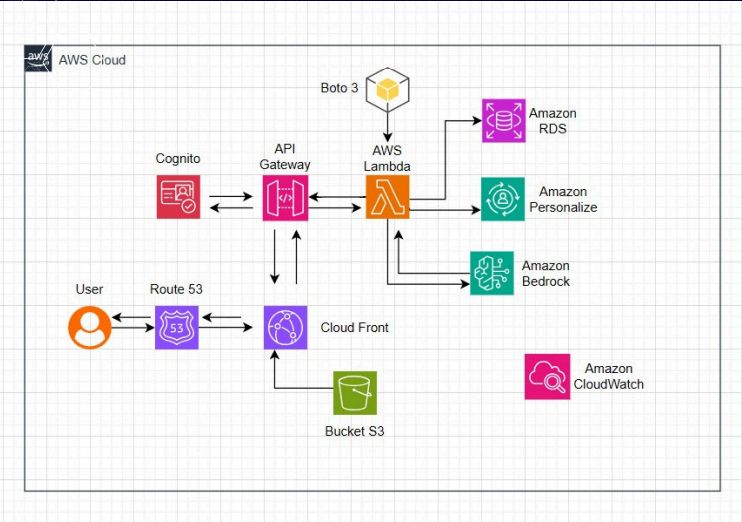 aws
AWS Cloud
Boto 3
Amazon
RDS
API
Gateway
AWS
Lambda
Cognito
Amazon
Personalize
Amazon
Bedrock
User
Route 53
53
Cloud Front
Amazon
CloudWatch
Bucket S3